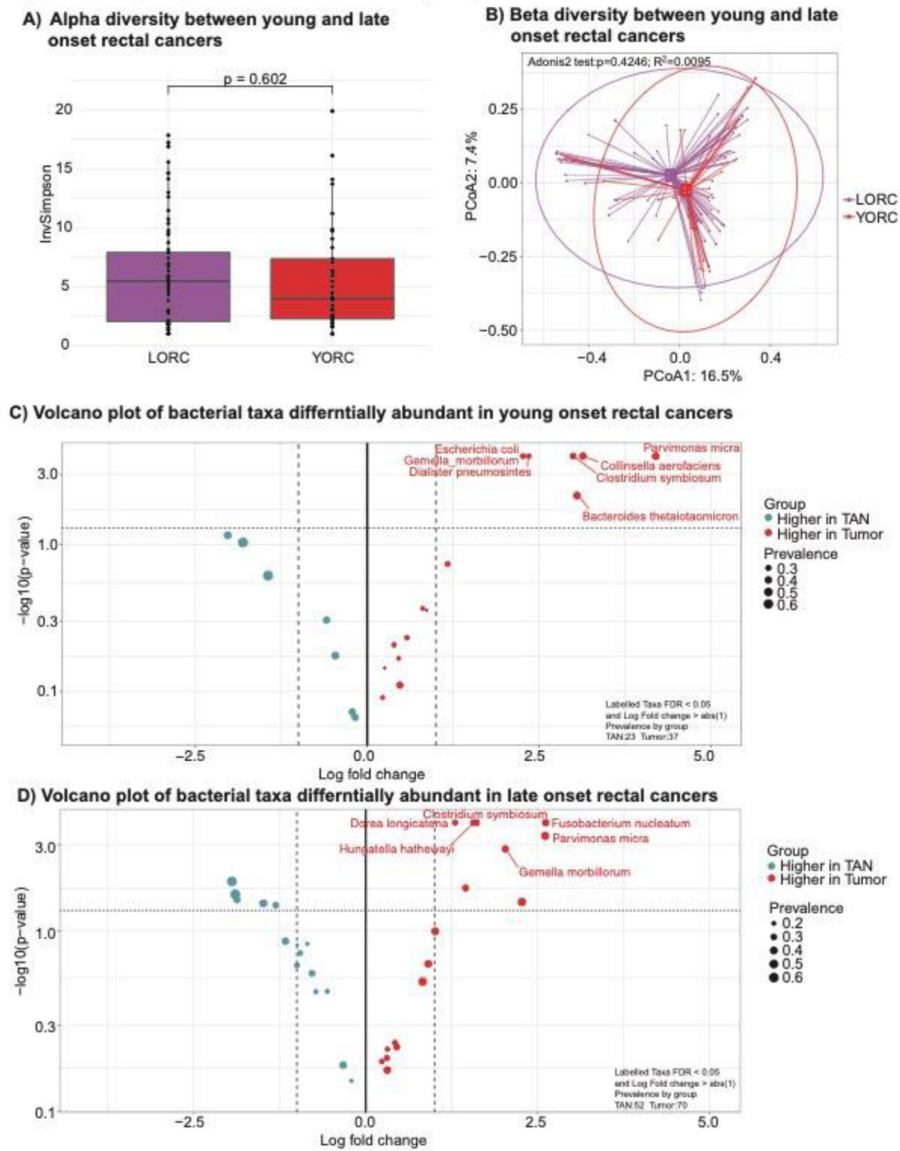 A) Alpha diversity between young and late
onset rectal cancers
p = 0.602
20
15
10
5
0
InvSimpson
LORC
YORC
B) Beta diversity between young and late
onset rectal cancers
Adonis2 test:p=0.4246; R²=0.0095
0.25
0.00
−0.25
−0.50
PCoA2: 7.4%
−0.4
0.0
0.4
PCoA1: 16.5%
LORC
YORC
C) Volcano plot of bacterial taxa differntially abundant in young onset rectal cancers
Escherichia coli
Gemella_morbillorum
Dialister pneumosintes
Parvimonas micra
Collinsella aerofaciens
Clostridium symbiosum
Bacteroides thetaiotaomicron
3.0
1.0
0.3
0.1
−log10(p−value)
Labelled Taxa FDR < 0.05
and Log Fold change > abs(1)
Prevalence by group
TAN:23 Tumor:37
−2.5
0.0
2.5
5.0
Log fold change
Group
Higher in TAN
Higher in Tumor
Prevalence
0.3
0.4
0.5
0.6
D) Volcano plot of bacterial taxa differntially abundant in late onset rectal cancers
Clostridium symbiosum
Dorea longicatena
Fusobacterium nucleatum
Parvimonas micra
Hungatella hathewayi
Gemella morbillorum
3.0
1.0
0.3
0.1
−log10(p−value)
Labelled Taxa FDR < 0.05
and Log Fold change > abs(1)
Prevalence by group
TAN:52 Tumor:70
−2.5
0.0
2.5
5.0
Log fold change
Group
Higher in TAN
Higher in Tumor
Prevalence
0.2
0.3
0.4
0.5
0.6